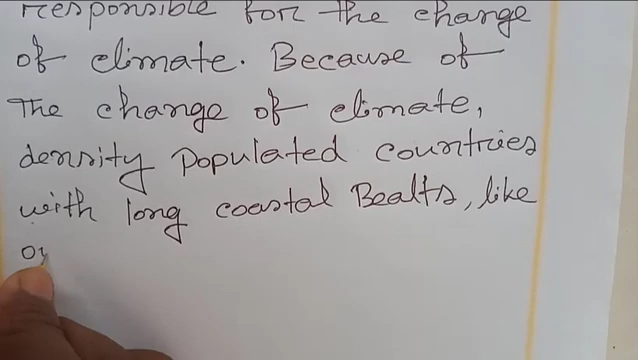 responsible for the change
of climate. Because of
The change of climate,
density populated countries
with long coastal Bealts, like